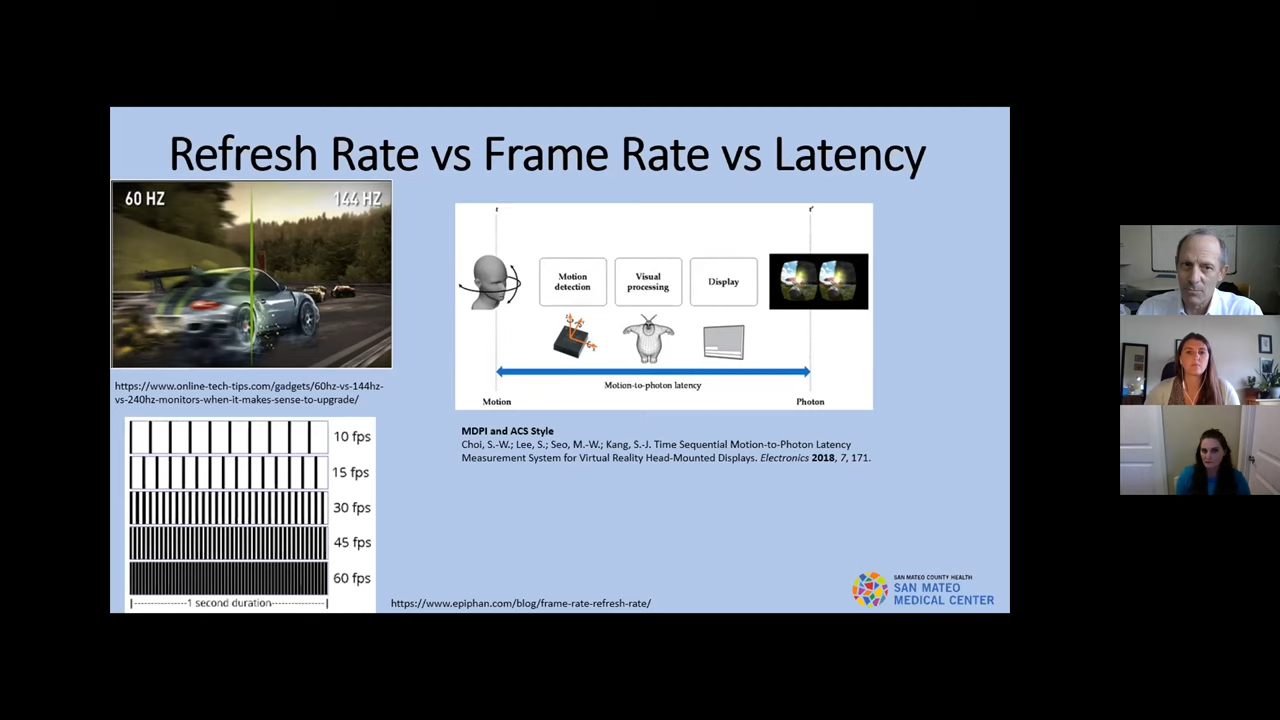 Refresh Rate vs Frame Rate vs Latency
60 HZ
144 HZ
https://www.online-tech-tips.com/gadgets/60hz-vs-144hz-
vs-240hz-monitors-when-it-makes-sense-to-upgrade/
10 fps
15 fps
30 fps
45 fps
60 fps
1 second duration
https://www.epiphan.com/blog/frame-rate-refresh-rate/
t
t'
Motion
detection
Visual
processing
Display
Motion-to-photon latency
Motion
Photon
MDPI and ACS Style
Choi, S.-W.; Lee, S.; Seo, M.-W.; Kang, S.-J. Time Sequential Motion-to-Photon Latency
Measurement System for Virtual Reality Head-Mounted Displays. Electronics 2018, 7, 171.
SAN MATEO COUNTY HEALTH
SAN MATEO
MEDICAL CENTER